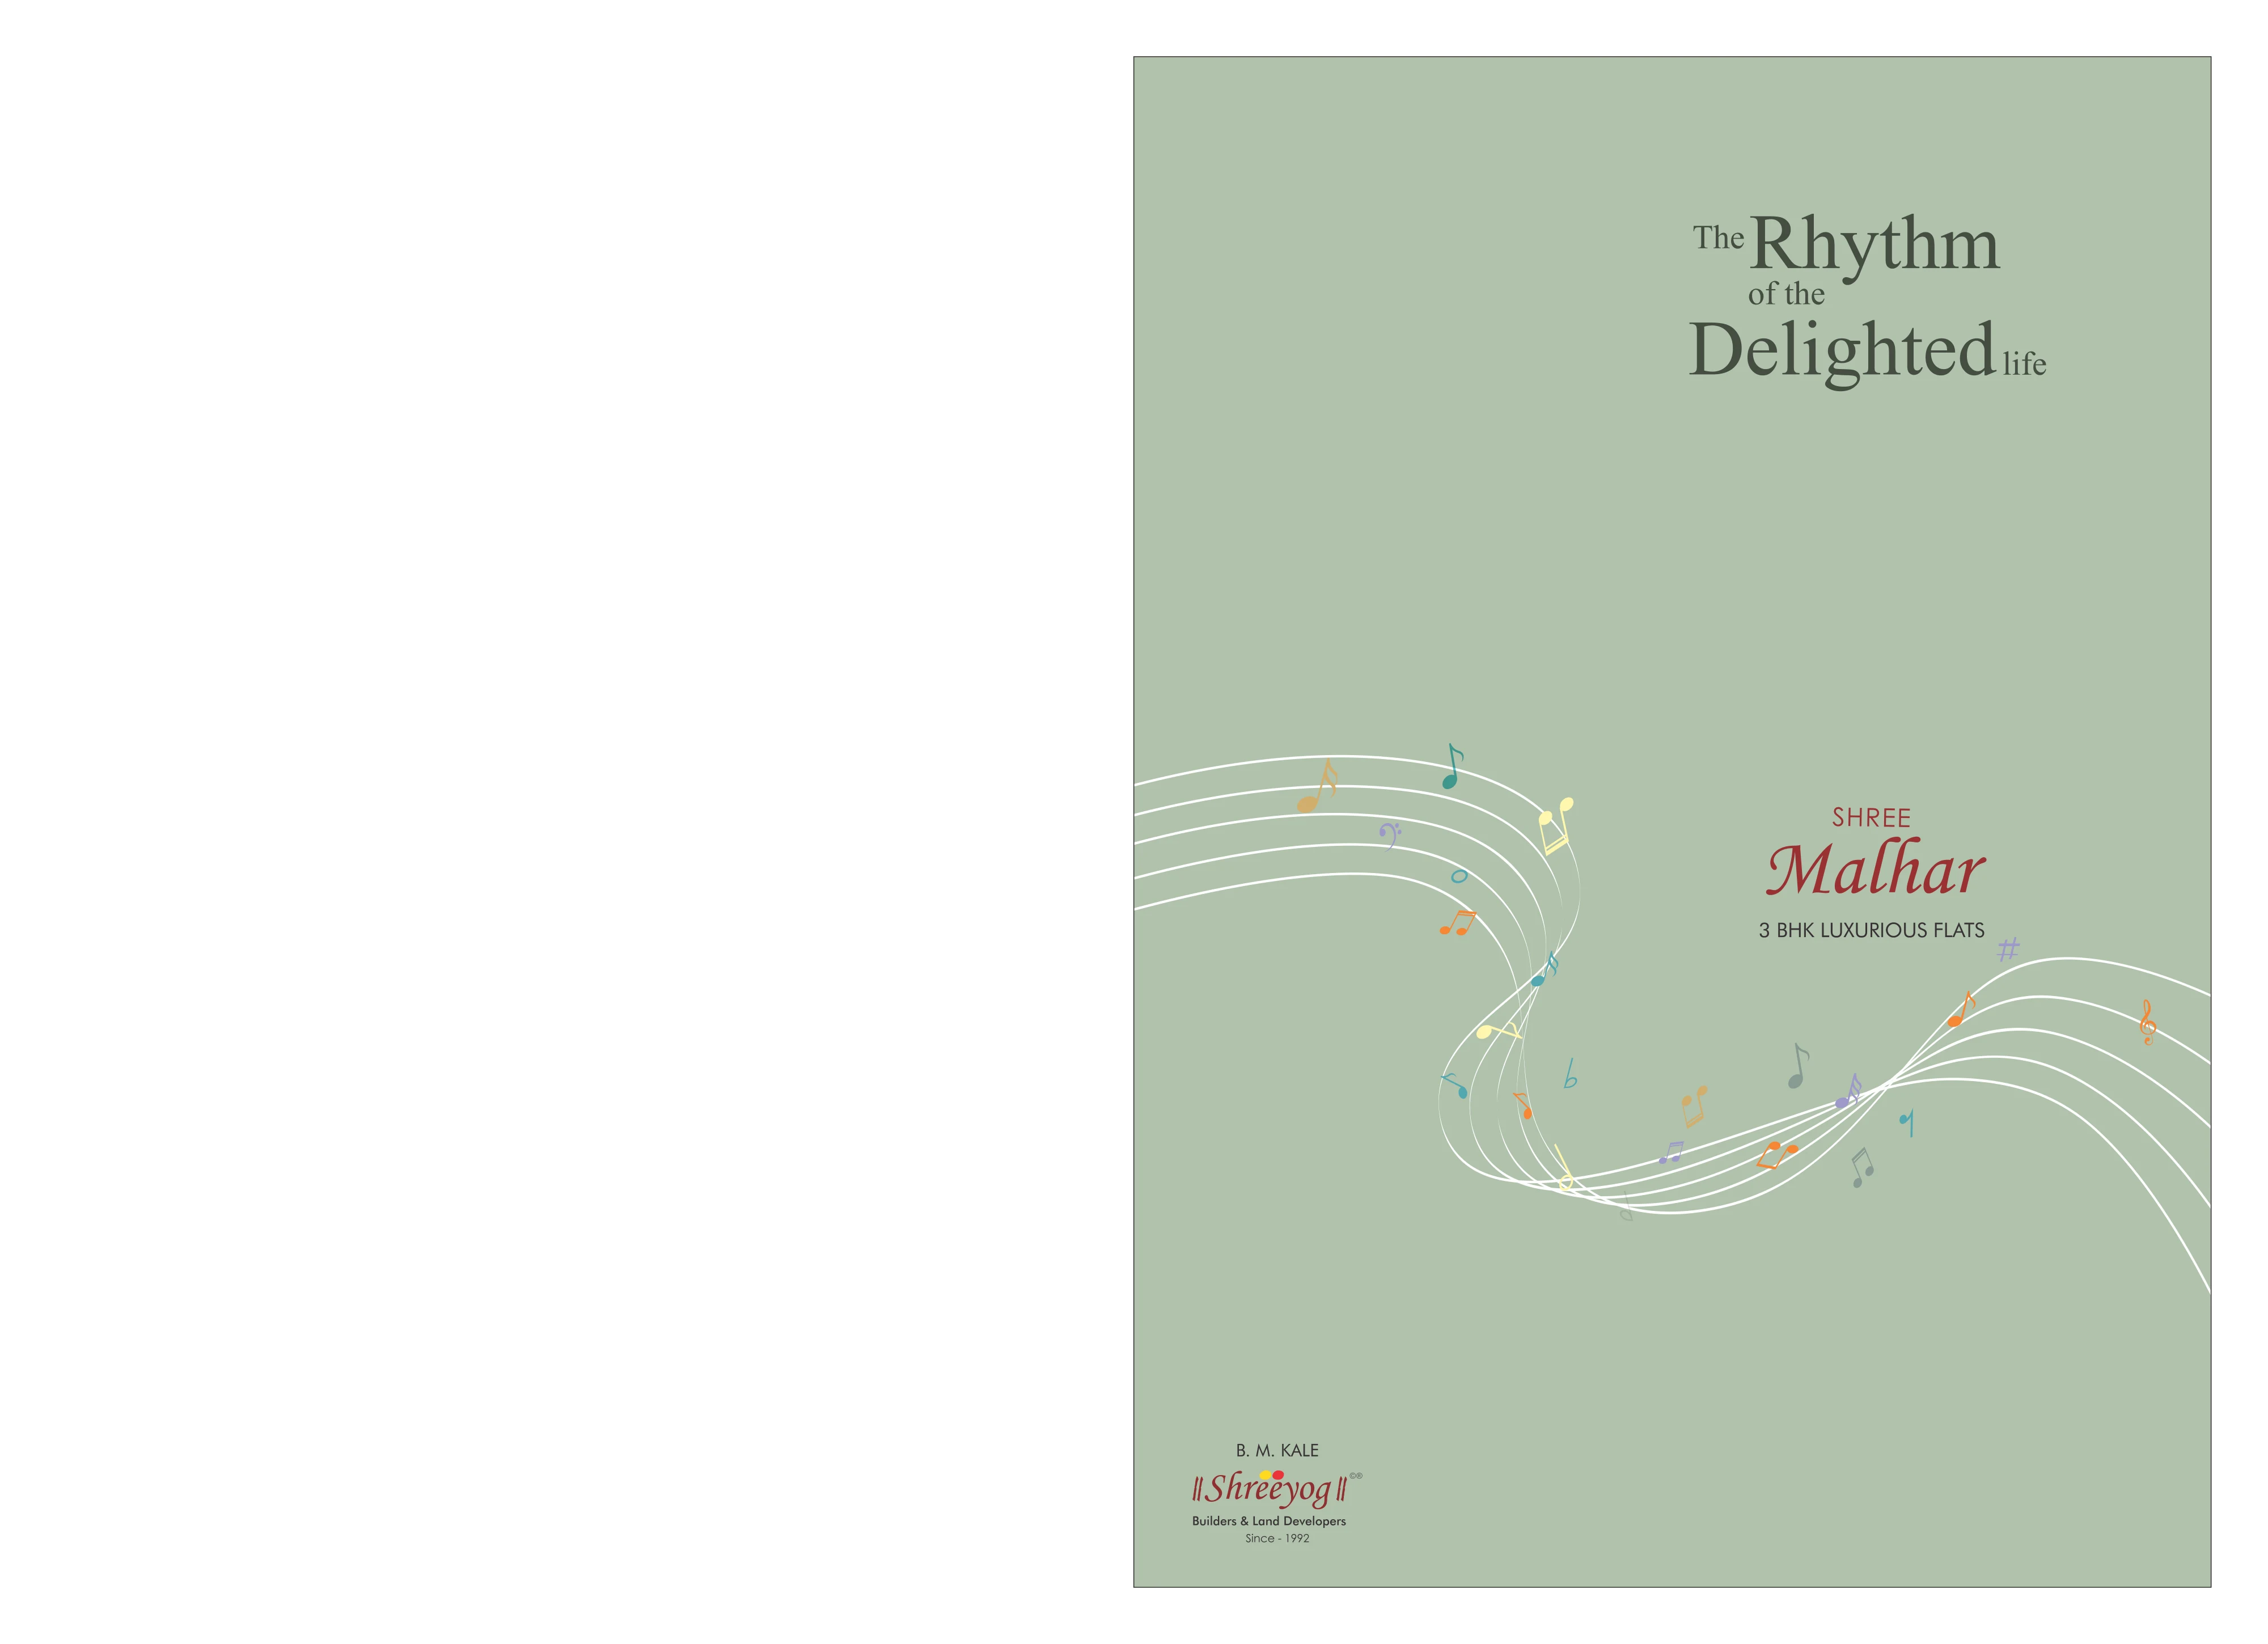 The Rhythm
of the
Delighted life
SHREE
Malhar
3 BHK LUXURIOUS FLATS
B. M. KALE
|| Shreeyog || ©®
Builders & Land Developers
Since - 1992